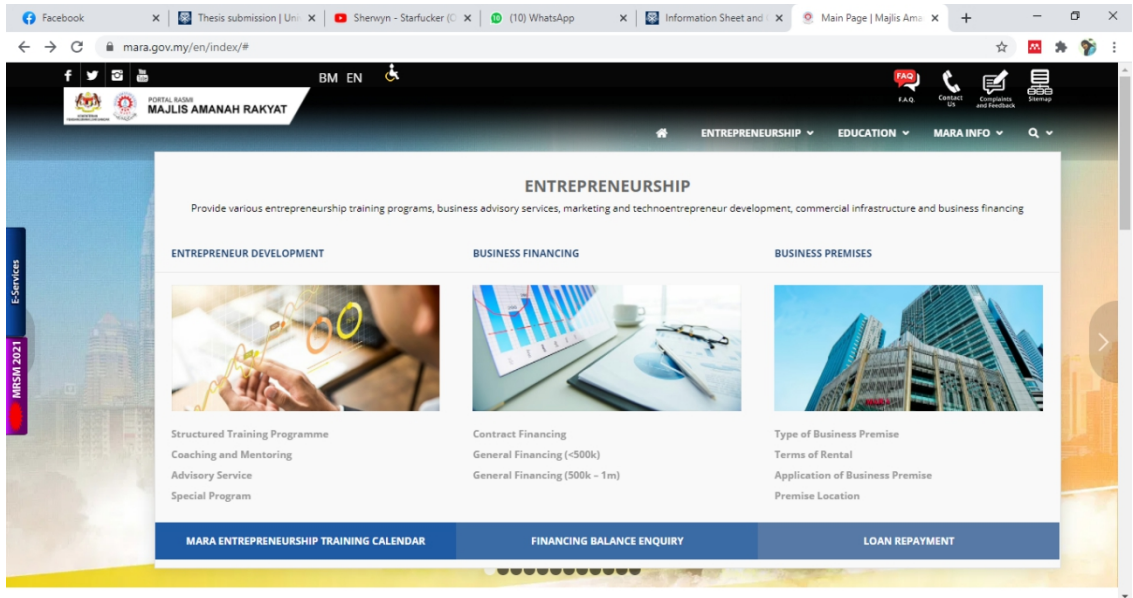 Facebook
Thesis submission | Uni
Sherwyn - Starfucker (C
(10) WhatsApp
Information Sheet and
Main Page | Majlis Ama
mara.gov.my/en/index/#
BM EN
PORTAL RASMI
MAJLIS AMANAH RAKYAT
FAQ
F.A.Q.
Contact Us
Complaints and Feedback
Sitemap
ENTREPRENEURSHIP
EDUCATION
MARA INFO
ENTREPRENEURSHIP
Provide various entrepreneurship training programs, business advisory services, marketing and technoentrepreneur development, commercial infrastructure and business financing
ENTREPRENEUR DEVELOPMENT
BUSINESS FINANCING
BUSINESS PREMISES
E-Services
MRSM 2021
Structured Training Programme
Coaching and Mentoring
Advisory Service
Special Program
Contract Financing
General Financing (<500k)
General Financing (500k – 1m)
Type of Business Premise
Terms of Rental
Application of Business Premise
Premise Location
MARA ENTREPRENEURSHIP TRAINING CALENDAR
FINANCING BALANCE ENQUIRY
LOAN REPAYMENT